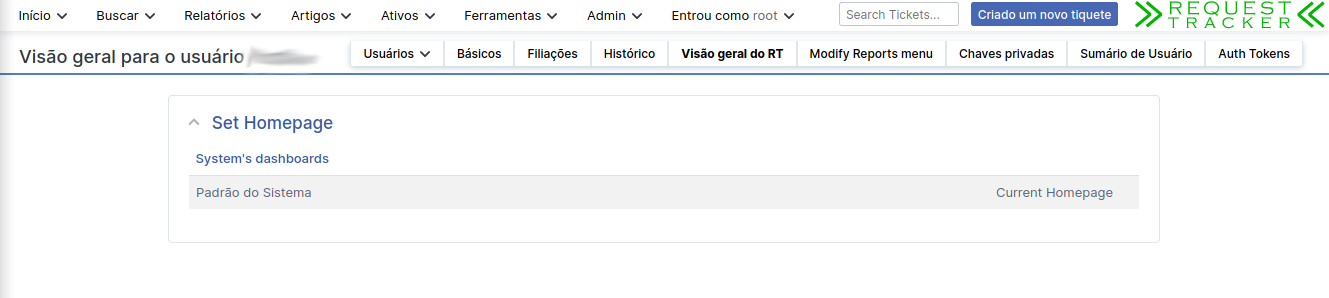 Início Buscar Relatórios Artigos Ativos Ferramentas Admin Entrou como root Search Tickets... Criado um novo tiquete REQUEST TRACKER
Visão geral para o usuário Usuários Básicos Filiações Histórico Visão geral do RT Modify Reports menu Chaves privadas Sumário de Usuário Auth Tokens
Set Homepage
System's dashboards
Padrão do Sistema Current Homepage